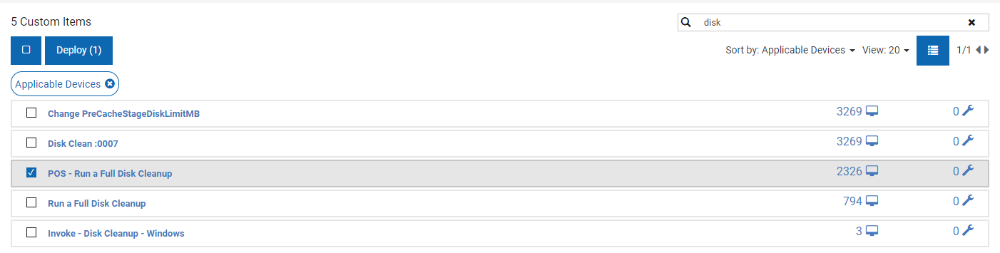 5 Custom Items
disk
Deploy (1)
Sort by: Applicable Devices View: 20 1/1
Applicable Devices
Change PreCacheStageDiskLimitMB 3269 0
Disk Clean :0007 3269 0
POS - Run a Full Disk Cleanup 2326 0
Run a Full Disk Cleanup 794 0
Invoke - Disk Cleanup - Windows 3 0